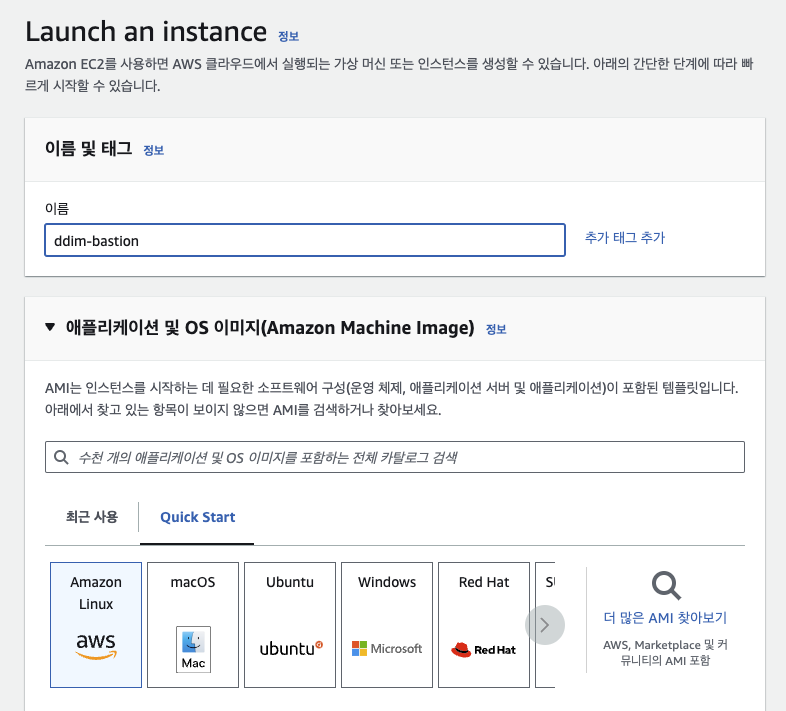 Launch an instance 정보
Amazon EC2를 사용하면 AWS 클라우드에서 실행되는 가상 머신 또는 인스턴스를 생성할 수 있습니다. 아래의 간단한 단계에 따라 빠
르게 시작할 수 있습니다.
이름 및 태그 정보
이름
ddim-bastion
추가 태그 추가
애플리케이션 및 OS 이미지(Amazon Machine Image) 정보
AMI는 인스턴스를 시작하는 데 필요한 소프트웨어 구성(운영 체제, 애플리케이션 서버 및 애플리케이션)이 포함된 템플릿입니다.
아래에서 찾고 있는 항목이 보이지 않으면 AMI를 검색하거나 찾아보세요.
수천 개의 애플리케이션 및 OS 이미지를 포함하는 전체 카탈로그 검색
최근 사용
Quick Start
Amazon
Linux
aws
macOS
Mac
Ubuntu
ubuntu
Windows
Microsoft
Red Hat
Red Hat
더 많은 AMI 찾아보기
AWS, Marketplace 및 커
뮤니티의 AMI 포함